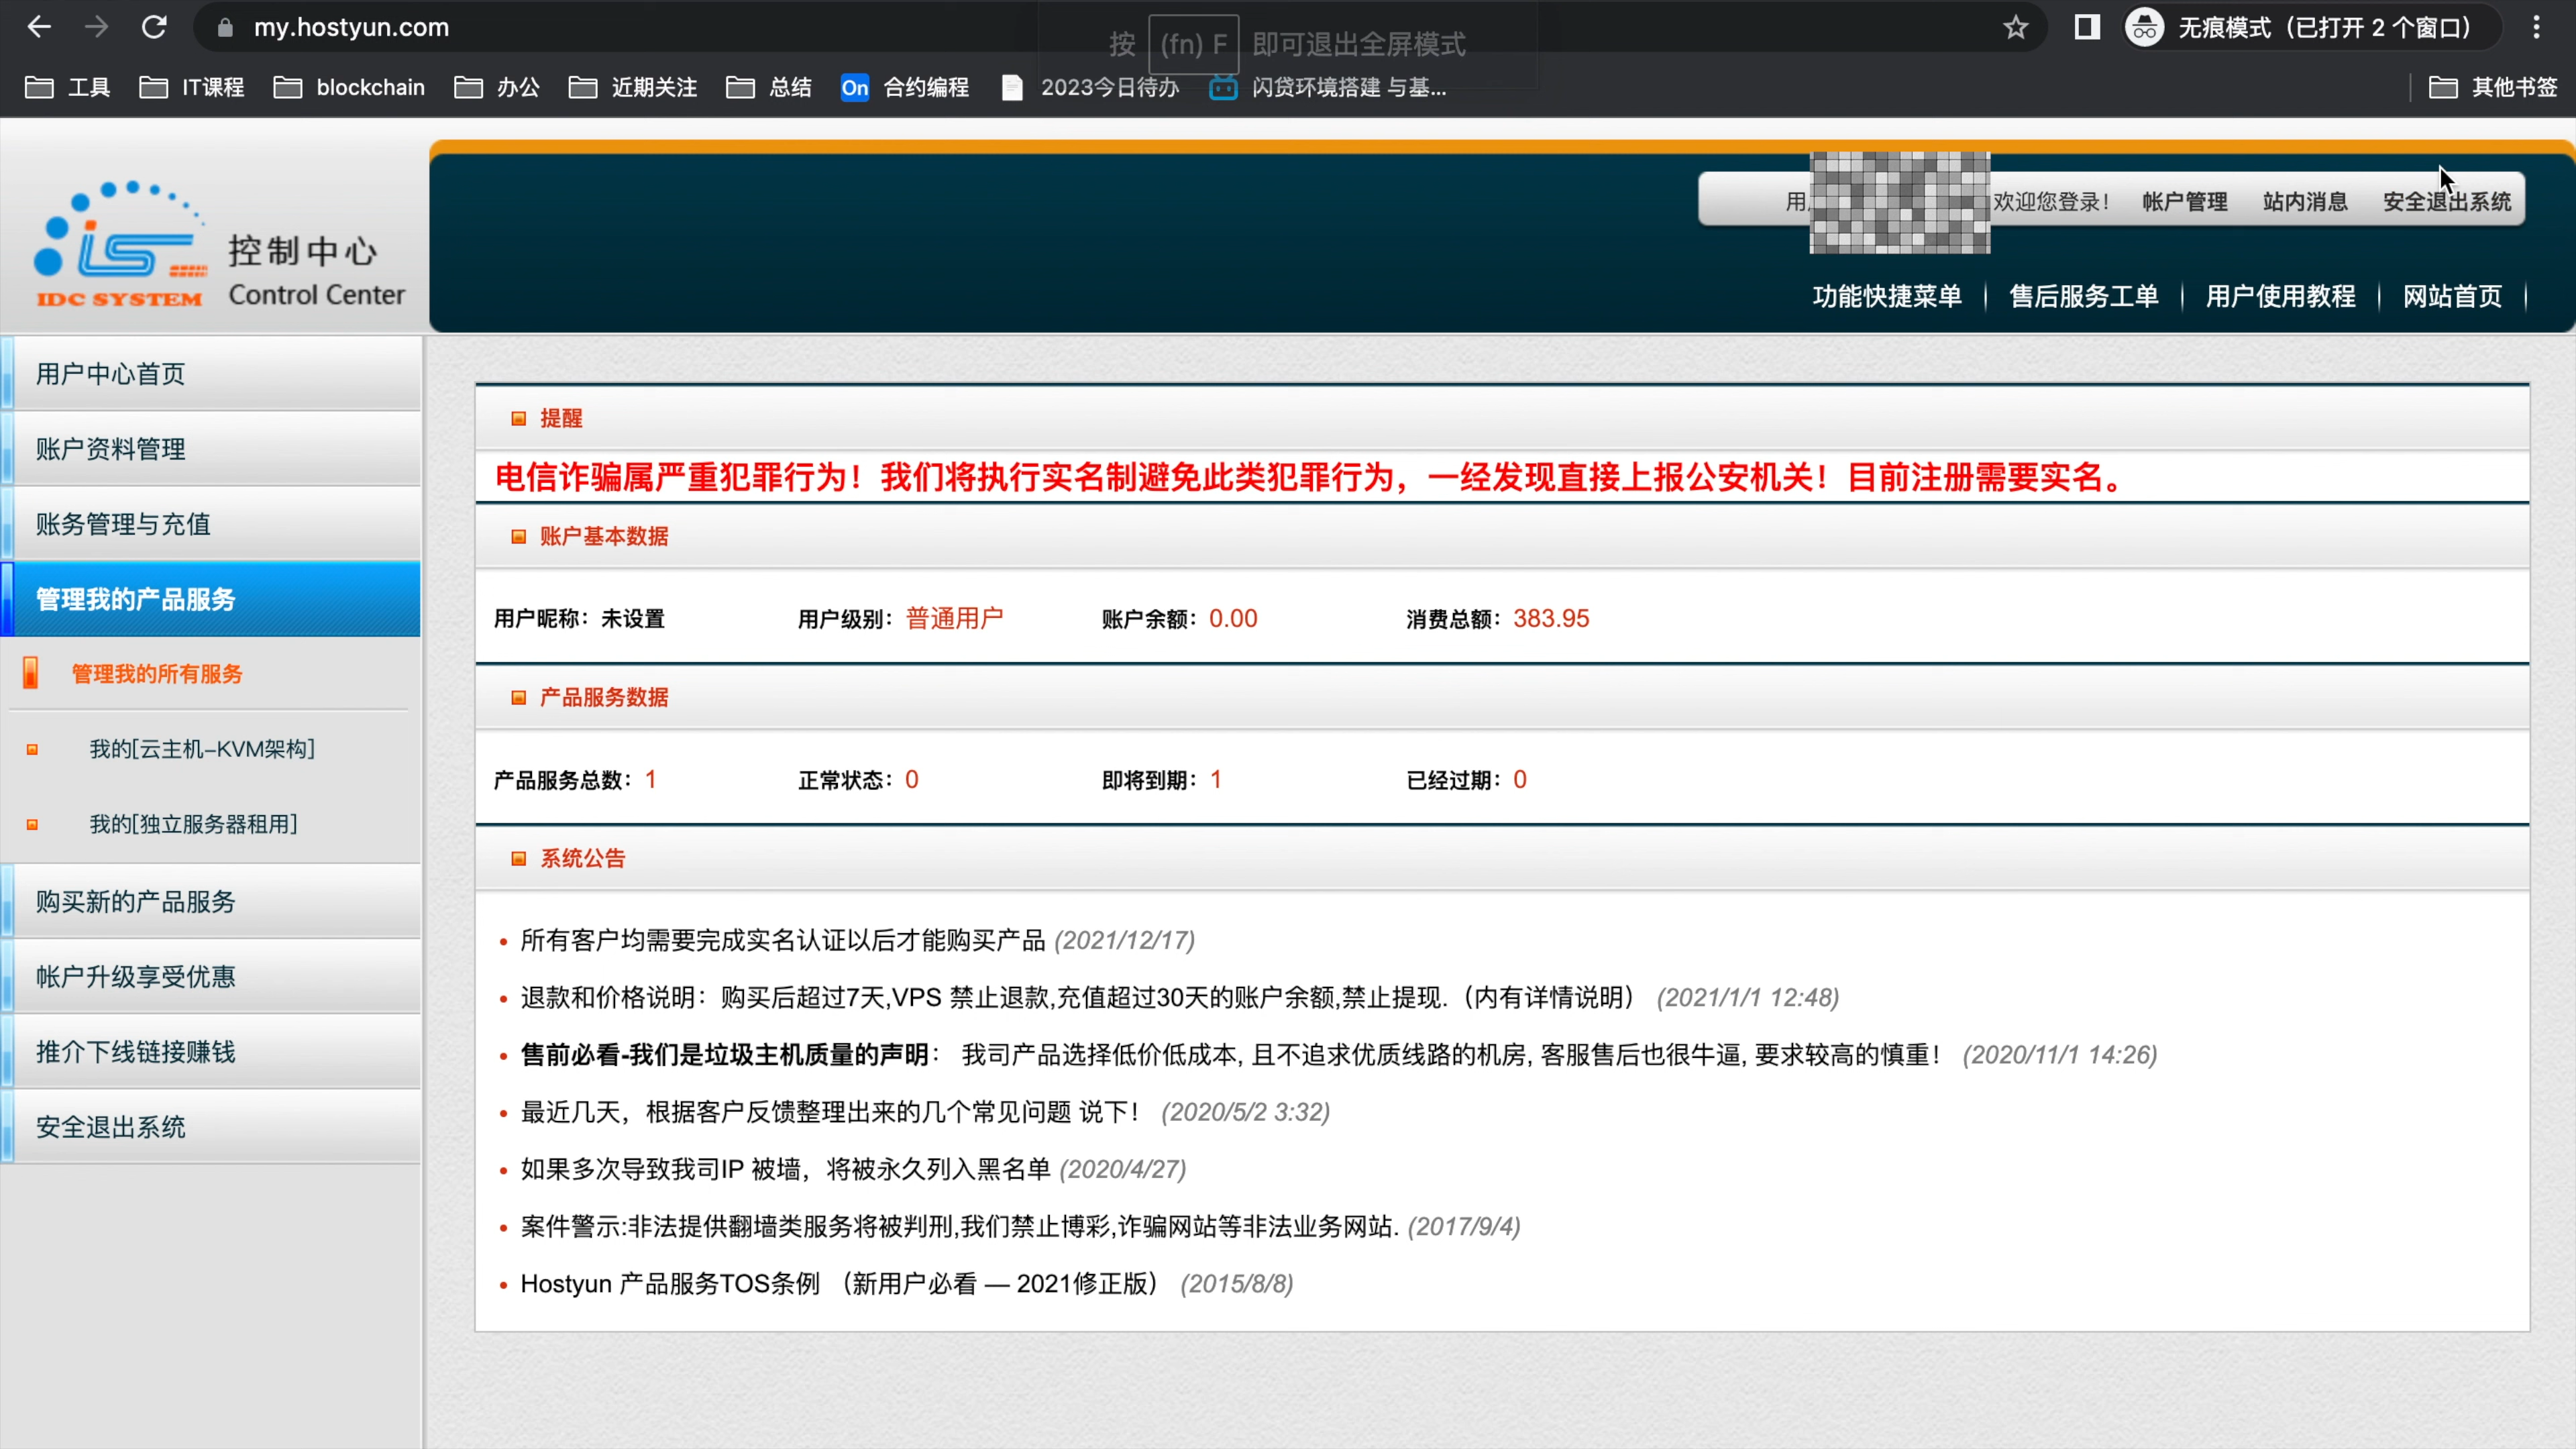 my.hostyun.com
按 (fn) F 即可退出全屏模式
无痕模式（已打开 2 个窗口）
工具 IT课程 blockchain 办公 近期关注 总结 On 合约编程 2023今日待办 闪贷环境搭建 与基... 其他书签
IDC SYSTEM
控制中心
Control Center
用 欢迎您登录！ 帐户管理 站内消息 安全退出系统
功能快捷菜单 售后服务工单 用户使用教程 网站首页
用户中心首页
账户资料管理
账务管理与充值
管理我的产品服务
管理我的所有服务
我的[云主机-KVM架构]
我的[独立服务器租用]
购买新的产品服务
帐户升级享受优惠
推介下线链接赚钱
安全退出系统
提醒
电信诈骗属严重犯罪行为！我们将执行实名制避免此类犯罪行为，一经发现直接上报公安机关！目前注册需要实名。
账户基本数据
用户昵称：未设置 用户级别：普通用户 账户余额：0.00 消费总额：383.95
产品服务数据
产品服务总数：1 正常状态：0 即将到期：1 已经过期：0
系统公告
所有客户均需要完成实名认证以后才能购买产品 (2021/12/17)
退款和价格说明：购买后超过7天,VPS 禁止退款,充值超过30天的账户余额,禁止提现.（内有详情说明） (2021/1/1 12:48)
售前必看-我们是垃圾主机质量的声明： 我司产品选择低价低成本, 且不追求优质线路的机房, 客服售后也很牛逼, 要求较高的慎重！ (2020/11/1 14:26)
最近几天，根据客户反馈整理出来的几个常见问题 说下！ (2020/5/2 3:32)
如果多次导致我司IP 被墙，将被永久列入黑名单 (2020/4/27)
案件警示:非法提供翻墙类服务将被判刑,我们禁止博彩,诈骗网站等非法业务网站. (2017/9/4)
Hostyun 产品服务TOS条例 （新用户必看 — 2021修正版） (2015/8/8)